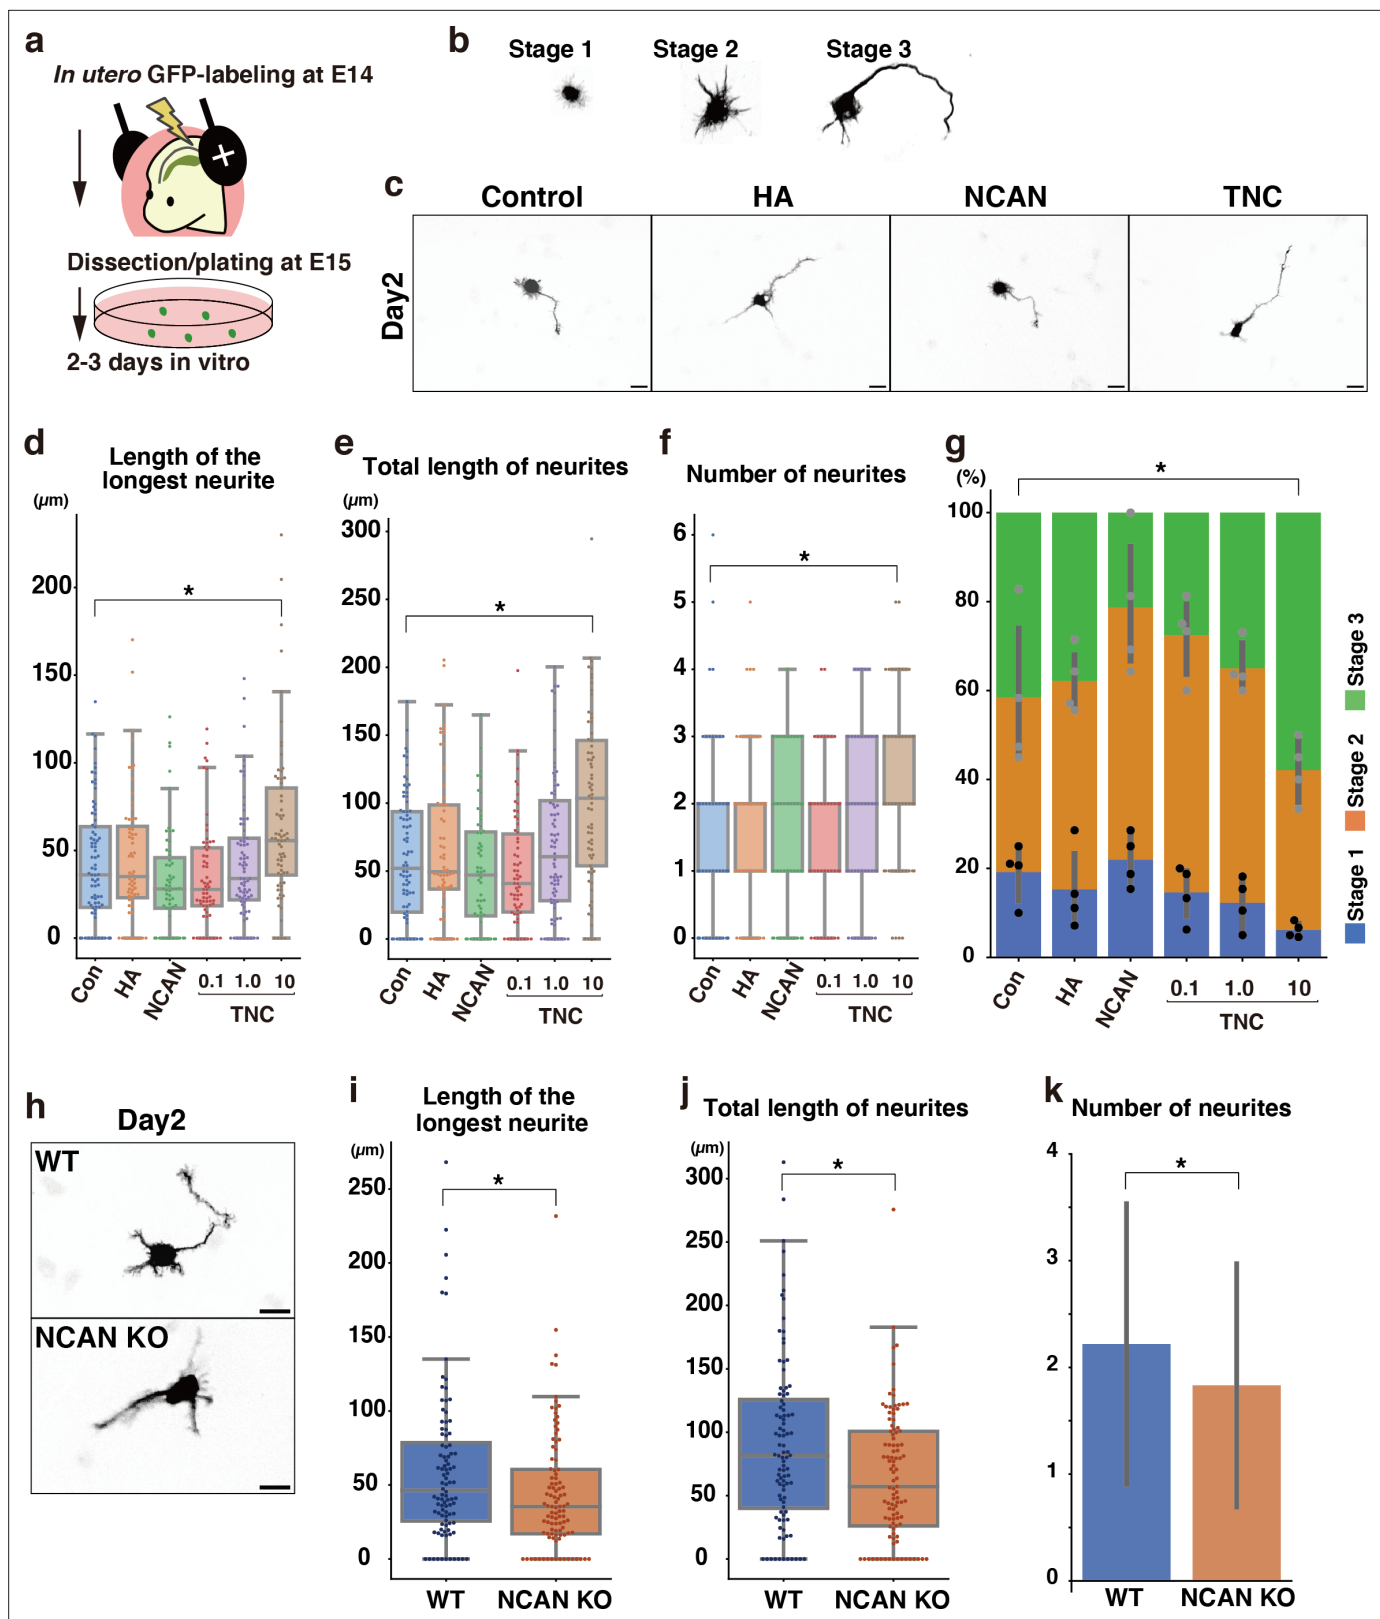 a
In utero GFP-labeling at E14
+
Dissection/plating at E15
2-3 days in vitro
b
Stage 1 Stage 2 Stage 3
c
Control HA NCAN TNC
Day2
d
Length of the
longest neurite
(µm)
200
150
100
50
0
*
Con HA NCAN 0.1 1.0 10
TNC
e
Total length of neurites
(µm)
300
250
200
150
100
50
0
*
Con HA NCAN 0.1 1.0 10
TNC
f
Number of neurites
6
5
4
3
2
1
0
*
Con HA NCAN 0.1 1.0 10
TNC
g
(%)
100
80
60
40
20
0
*
Con HA NCAN 0.1 1.0 10
TNC
Stage 3
Stage 2
Stage 1
h
Day2
WT
NCAN KO
i
Length of the
longest neurite
(µm)
250
200
150
100
50
0
*
WT NCAN KO
j
Total length of neurites
(µm)
300
250
200
150
100
50
0
*
WT NCAN KO
k
Number of neurites
4
3
2
1
0
*
WT NCAN KO